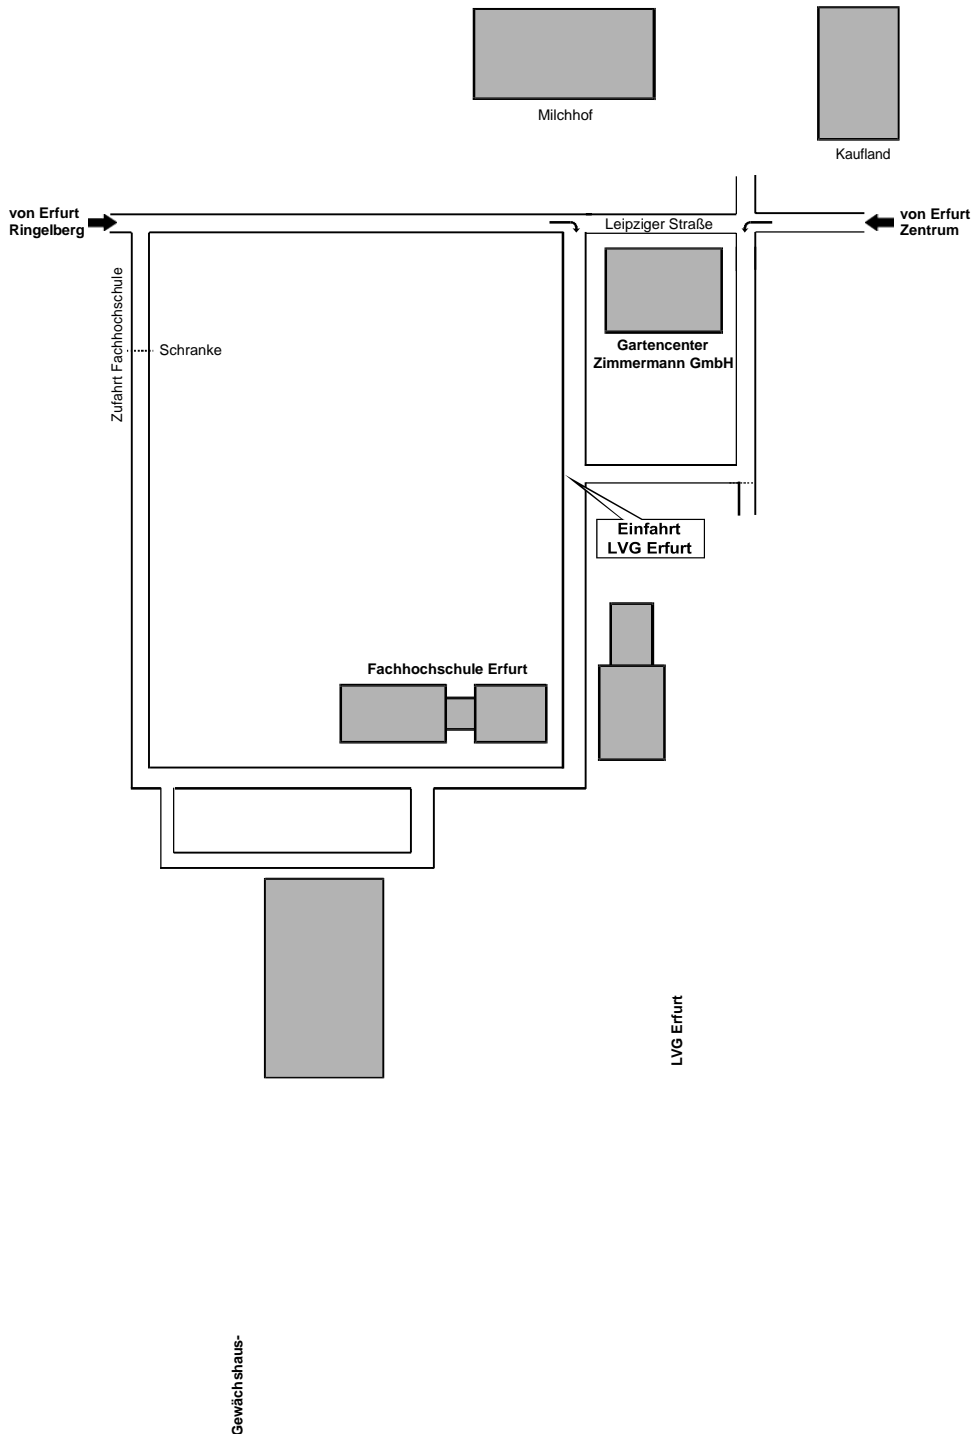 Milchhof
Kaufland
von Erfurt
Ringelberg
Leipziger Straße
von Erfurt
Zentrum
Zufahrt Fachhochschule
Schranke
Gartencenter
Zimmermann GmbH
Einfahrt
LVG Erfurt
Fachhochschule Erfurt
LVG Erfurt
Gewächshaus-